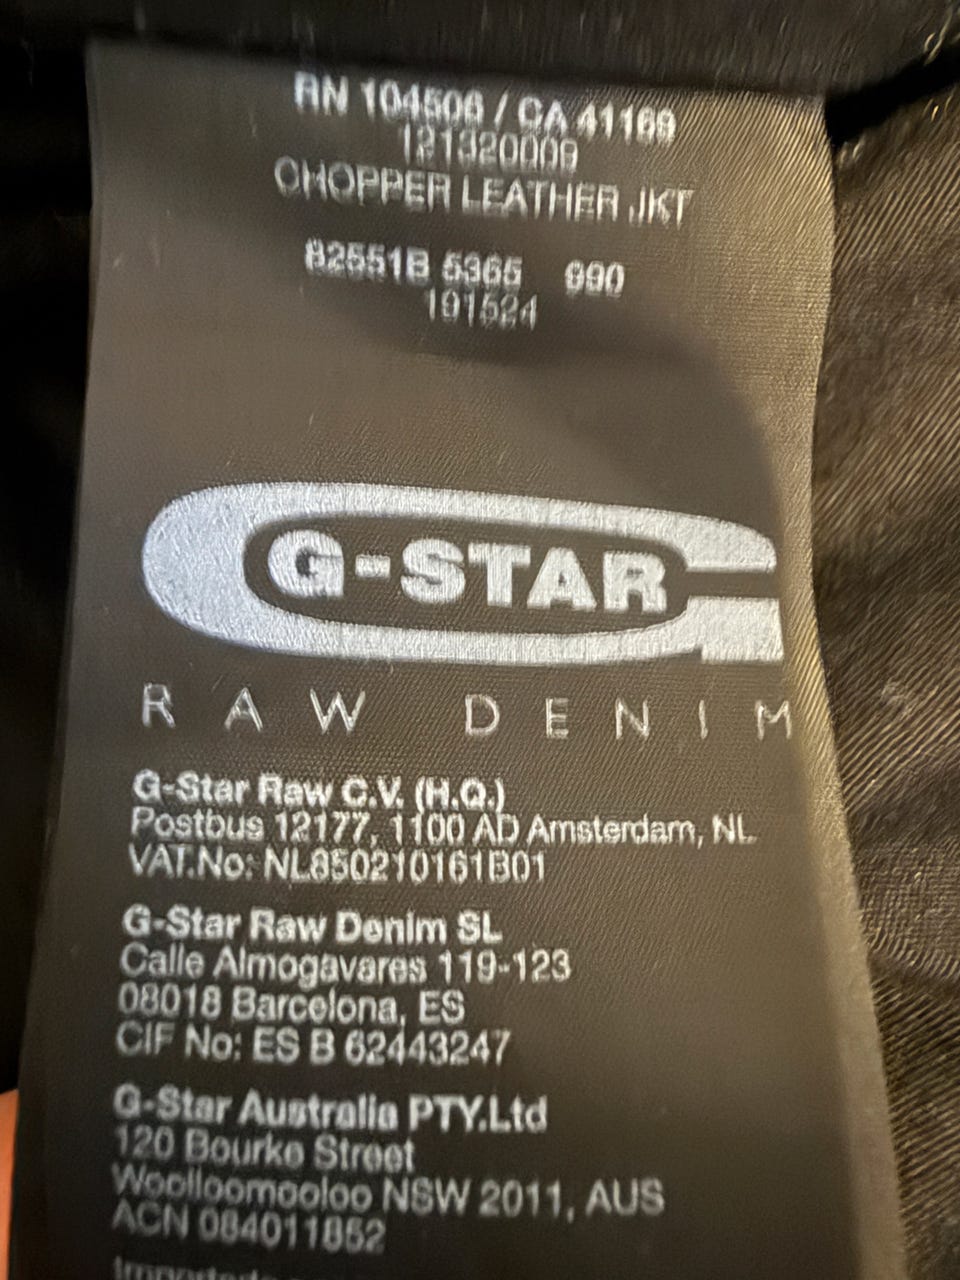 RN 104506 / CA 41169
121320009
CHOPPER LEATHER JKT
82551B 5365 990
191524
G-STAR
RAW DENIM
G-Star Raw C.V. (H.Q.)
Postbus 12177, 1100 AD Amsterdam, NL
VAT.No: NL850210161B01
G-Star Raw Denim SL
Calle Almogavares 119-123
08018 Barcelona, ES
CIF No: ES B 62443247
G-Star Australia PTY.Ltd
120 Bourke Street
Woolloomooloo NSW 2011, AUS
ACN 084011852